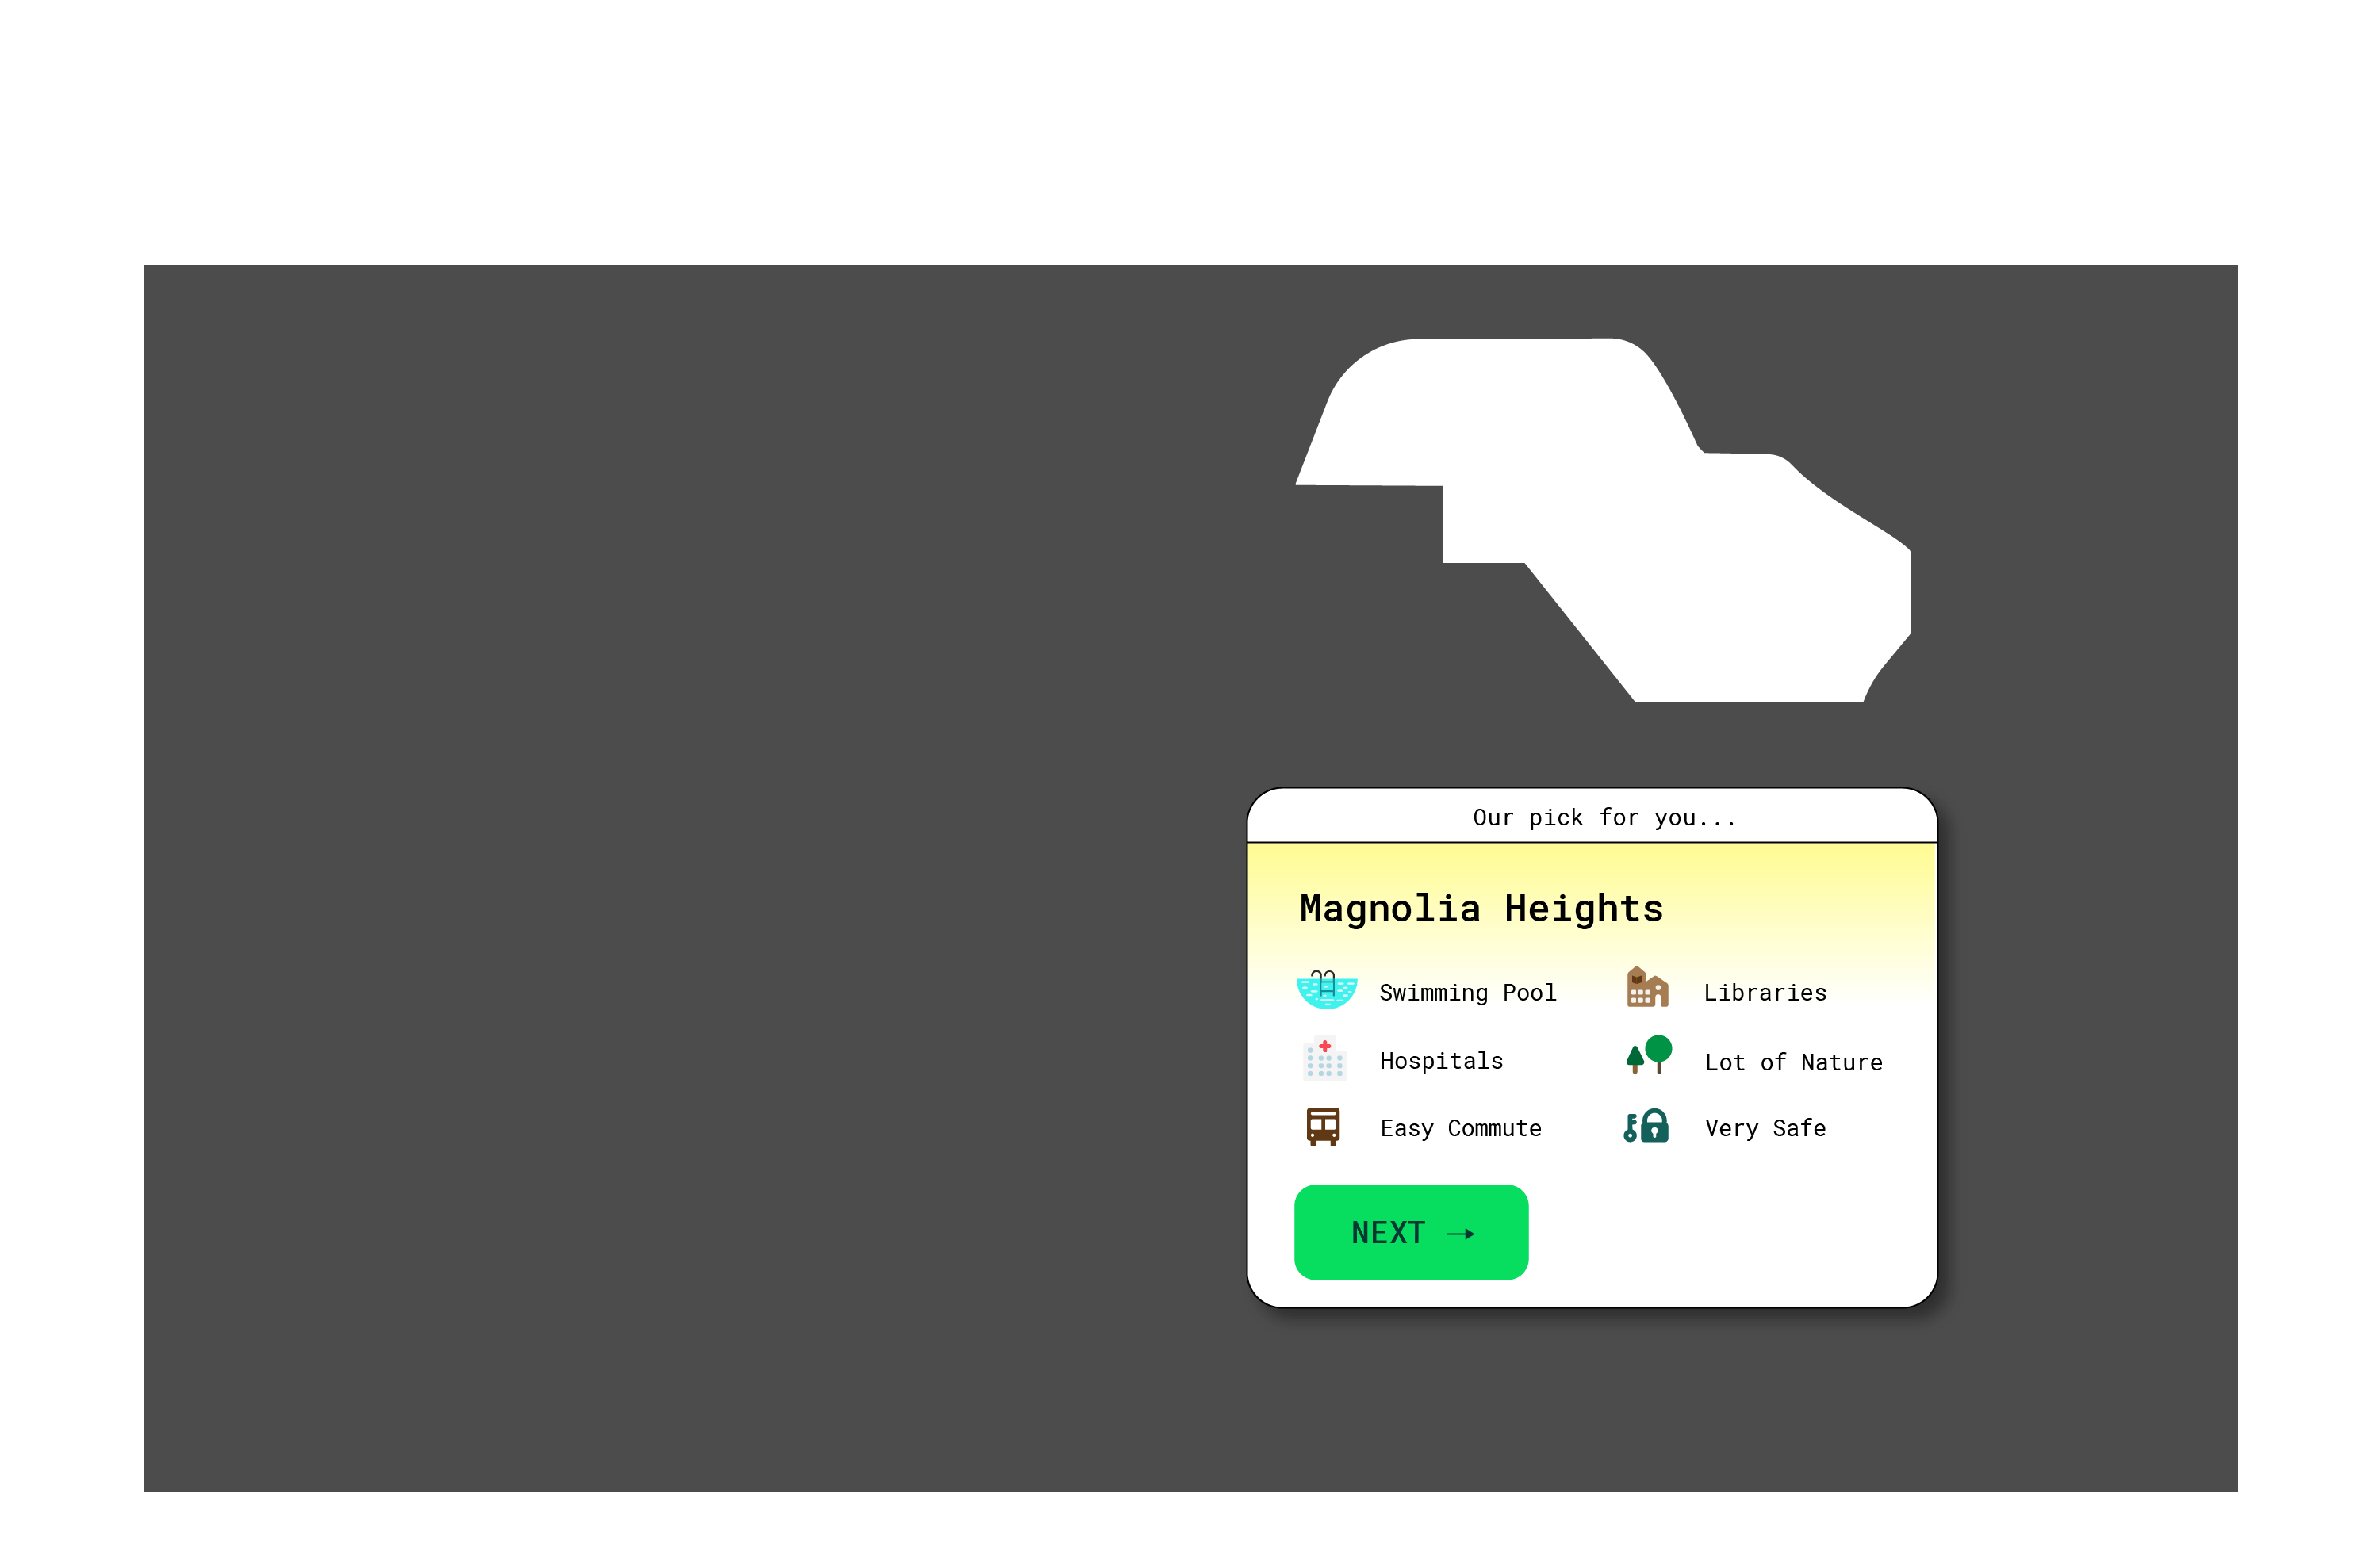 Our pick for you...
Magnolia Heights
Swimming Pool
Libraries
Hospitals
Lot of Nature
Easy Commute
Very Safe
NEXT →